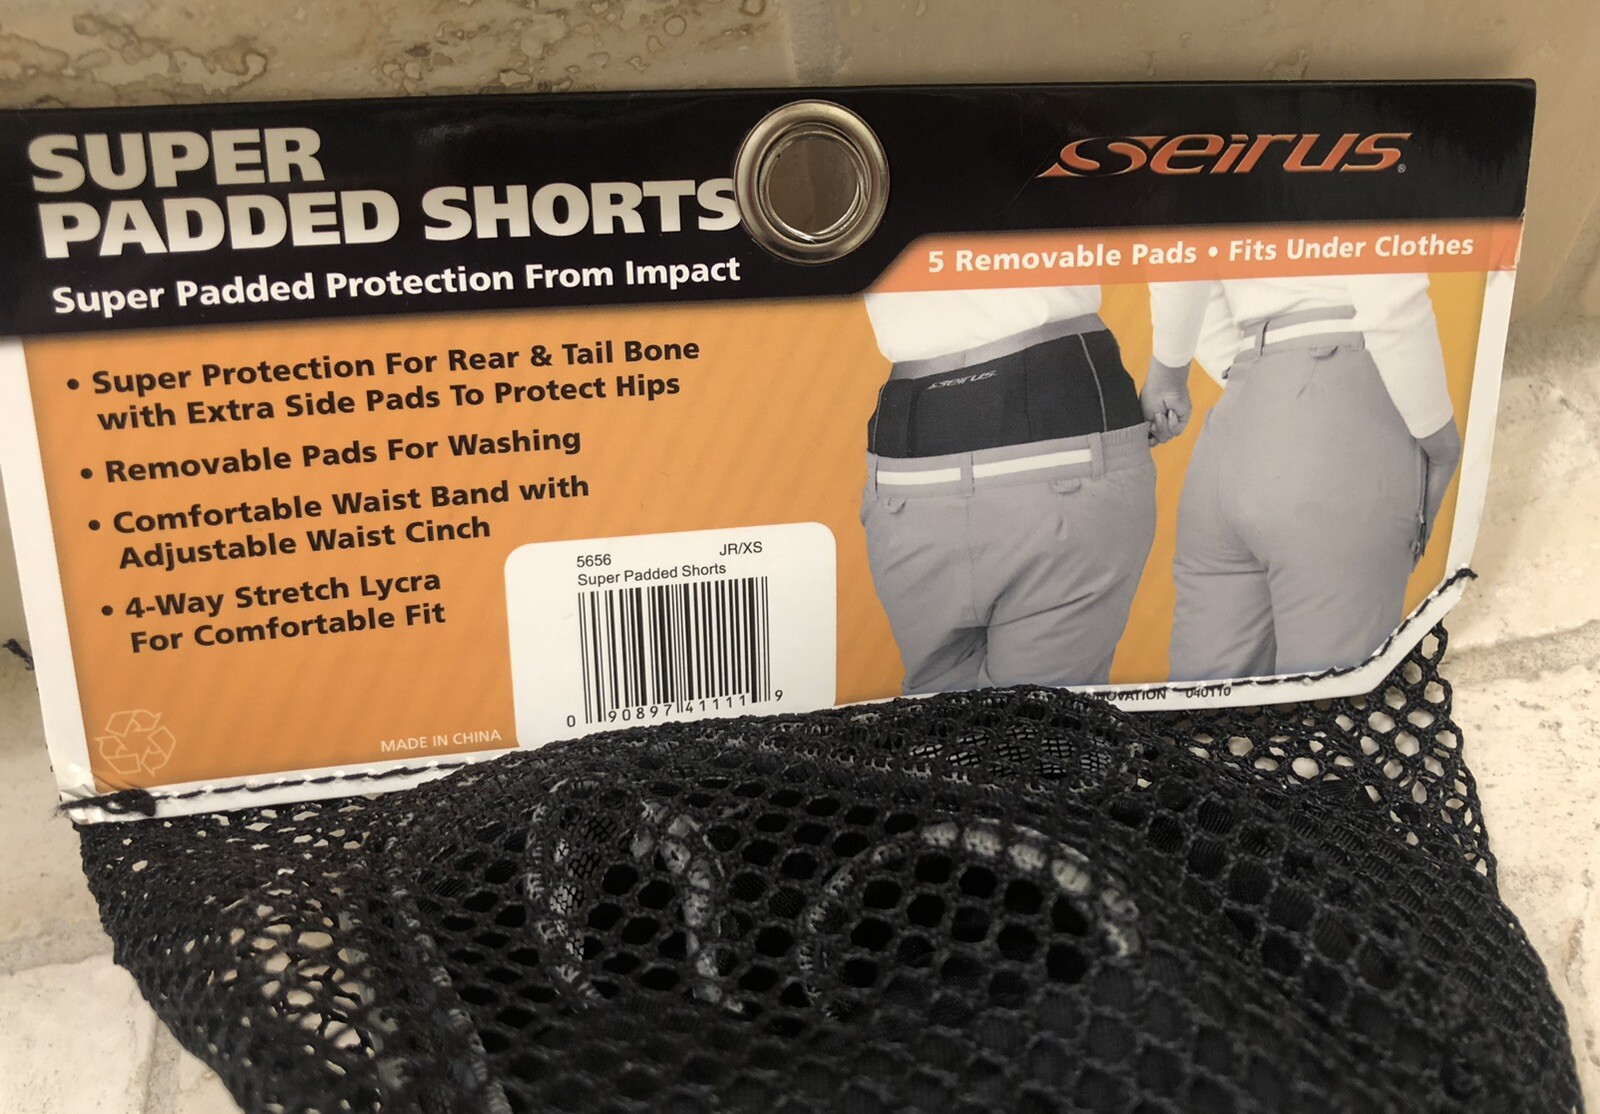 SUPER
PADDED SHORTS
Super Padded Protection From Impact
seirus®
5 Removable Pads • Fits Under Clothes
• Super Protection For Rear & Tail Bone
with Extra Side Pads To Protect Hips
• Removable Pads For Washing
• Comfortable Waist Band with
Adjustable Waist Cinch
• 4-Way Stretch Lycra
For Comfortable Fit
seirus
5656 JR/XS
Super Padded Shorts
0 90897 41111 9
MADE IN CHINA
040110